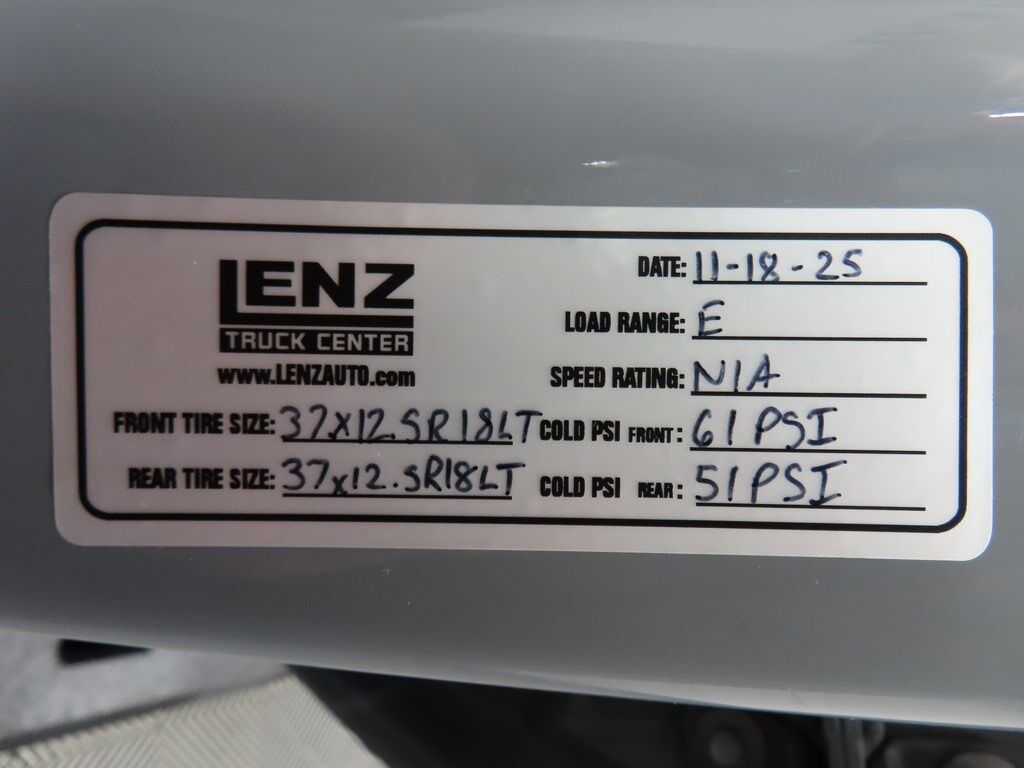 LENZ
TRUCK CENTER
www.LENZAUTO.com
DATE: 11-18-25
LOAD RANGE: E
SPEED RATING: N/A
FRONT TIRE SIZE: 37x12.5R18LT COLD PSI FRONT: 61 PSI
REAR TIRE SIZE: 37x12.5R18LT COLD PSI REAR: 51 PSI